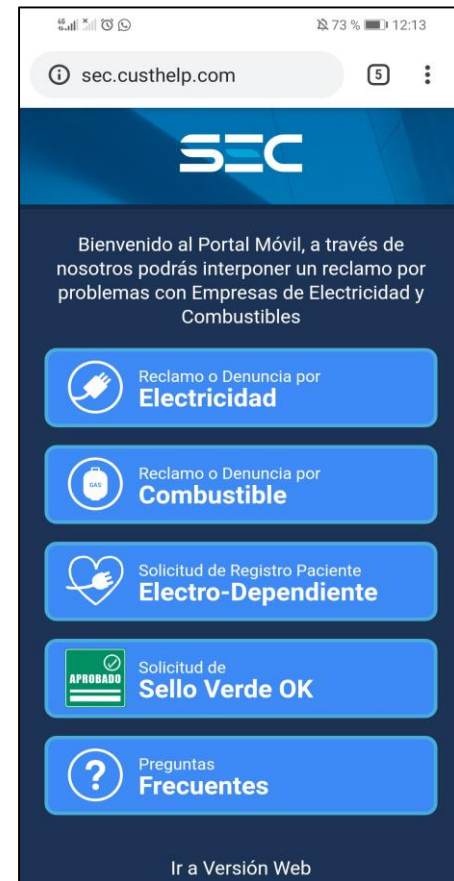 73 % 12:13
sec.custhelp.com
5
SEC
Bienvenido al Portal Móvil, a través de
nosotros podrás interponer un reclamo por
problemas con Empresas de Electricidad y
Combustibles
Reclamo o Denuncia por
Electricidad
GAS
Reclamo o Denuncia por
Combustible
Solicitud de Registro Paciente
Electro-Dependiente
APROBADO
Solicitud de
Sello Verde OK
?
Preguntas
Frecuentes
Ir a Versión Web